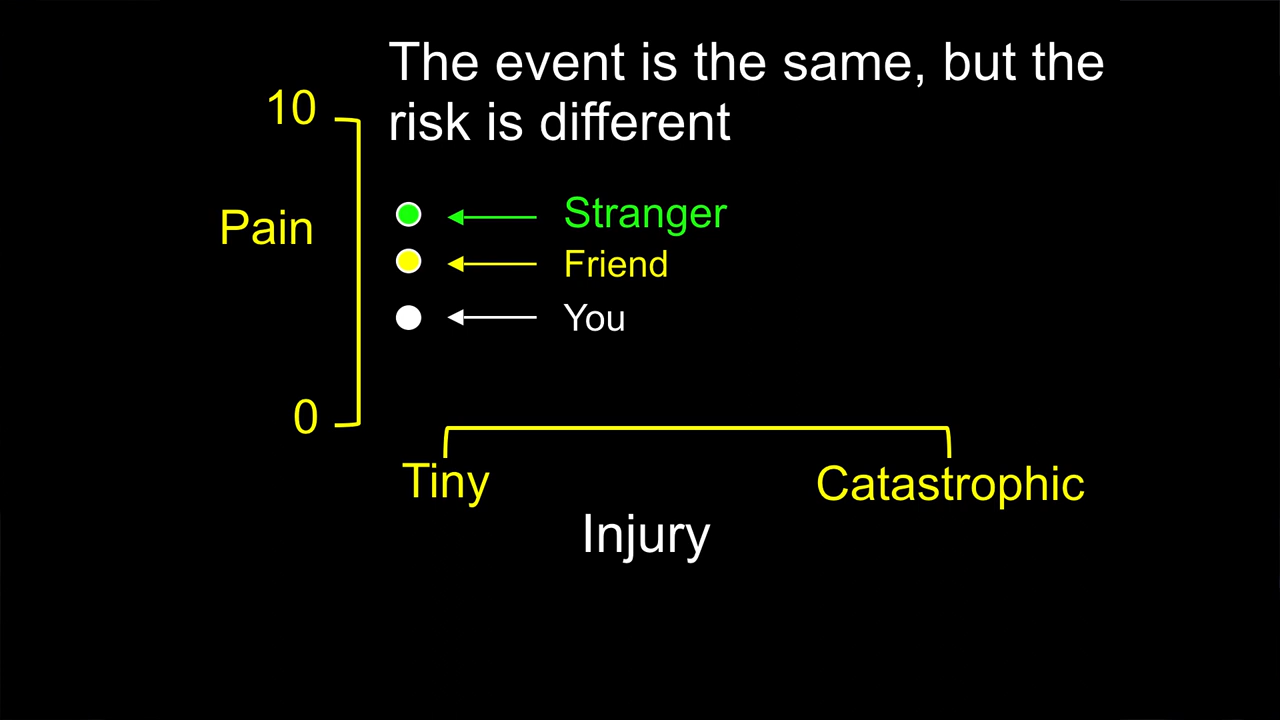 The event is the same, but the
risk is different
10
Pain
0
Stranger
Friend
You
Tiny
Catastrophic
Injury